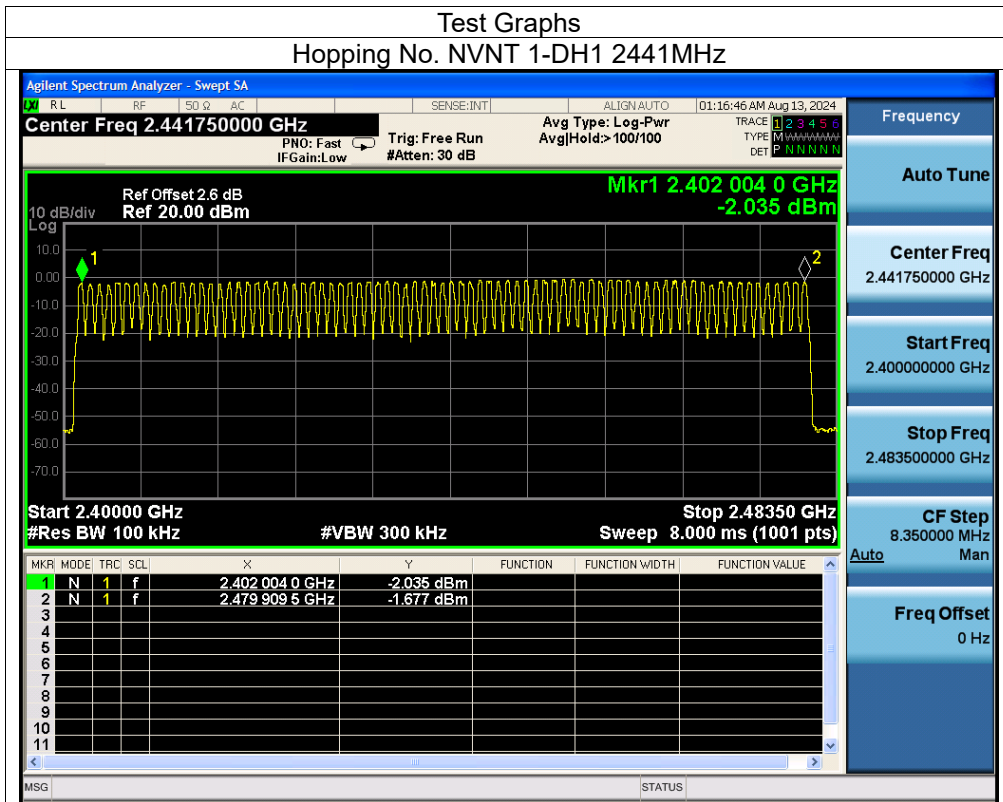 Test Graphs
Hopping No. NVNT 1-DH1 2441MHz
Agilent Spectrum Analyzer - Swept SA
LXI RL RF 50 Ω AC SENSE:INT ALIGN AUTO 01:16:46 AM Aug 13, 2024
Center Freq 2.441750000 GHz
PNO: Fast
IFGain:Low
Trig: Free Run
#Atten: 30 dB
Avg Type: Log-Pwr
Avg|Hold:>100/100
TRACE 1 2 3 4 5 6
TYPE MWWWWW
DET P N N N N N
Frequency
Auto Tune
Center Freq
2.441750000 GHz
Start Freq
2.400000000 GHz
Stop Freq
2.483500000 GHz
CF Step
8.350000 MHz
Auto Man
Freq Offset
0 Hz
Mkr1 2.402 004 0 GHz
-2.035 dBm
Ref Offset 2.6 dB
10 dB/div Ref 20.00 dBm
Log
10.0
0.00
-10.0
-20.0
-30.0
-40.0
-50.0
-60.0
-70.0
1
2
Start 2.40000 GHz Stop 2.48350 GHz
#Res BW 100 kHz #VBW 300 kHz Sweep 8.000 ms (1001 pts)
MKR MODE TRC SCL X Y FUNCTION FUNCTION WIDTH FUNCTION VALUE
1 N 1 f 2.402 004 0 GHz -2.035 dBm
2 N 1 f 2.479 909 5 GHz -1.677 dBm
3
4
5
6
7
8
9
10
11
MSG STATUS